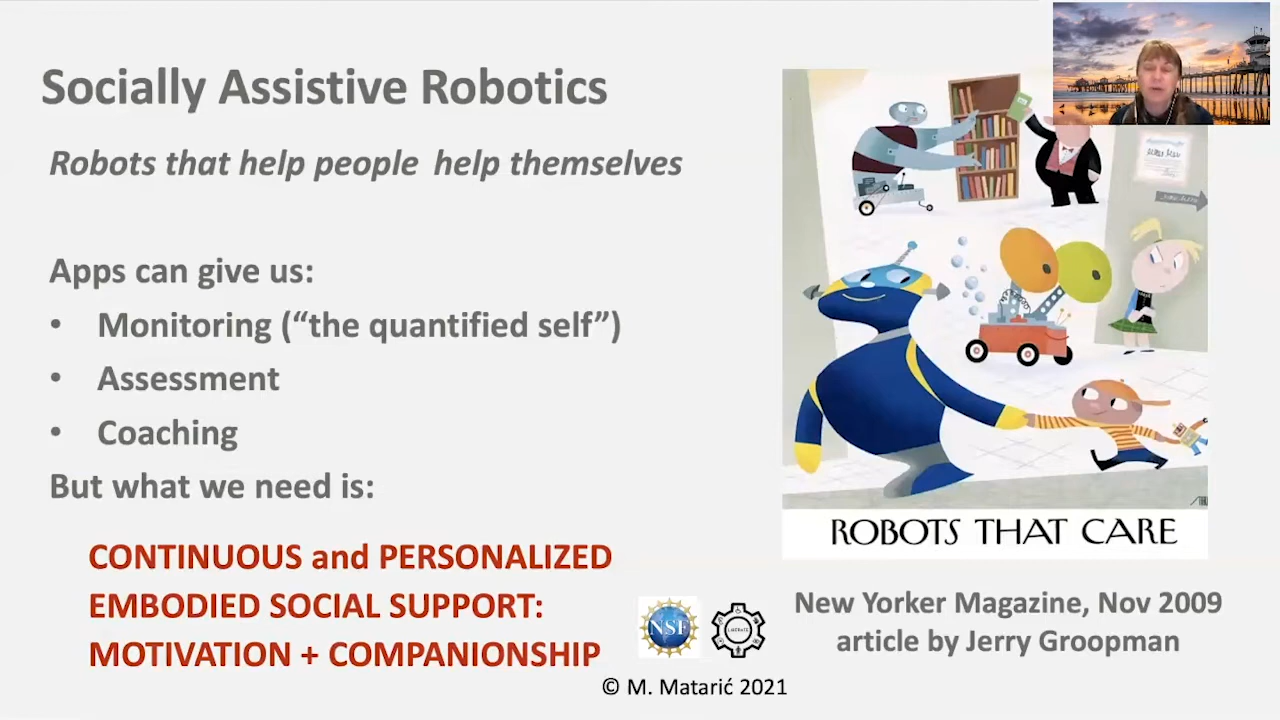 Socially Assistive Robotics
Robots that help people help themselves
Apps can give us:
• Monitoring (“the quantified self”)
• Assessment
• Coaching
But what we need is:
CONTINUOUS and PERSONALIZED
EMBODIED SOCIAL SUPPORT:
MOTIVATION + COMPANIONSHIP
ROBOTS THAT CARE
New Yorker Magazine, Nov 2009
article by Jerry Groopman
NSF
© M. Matarić 2021